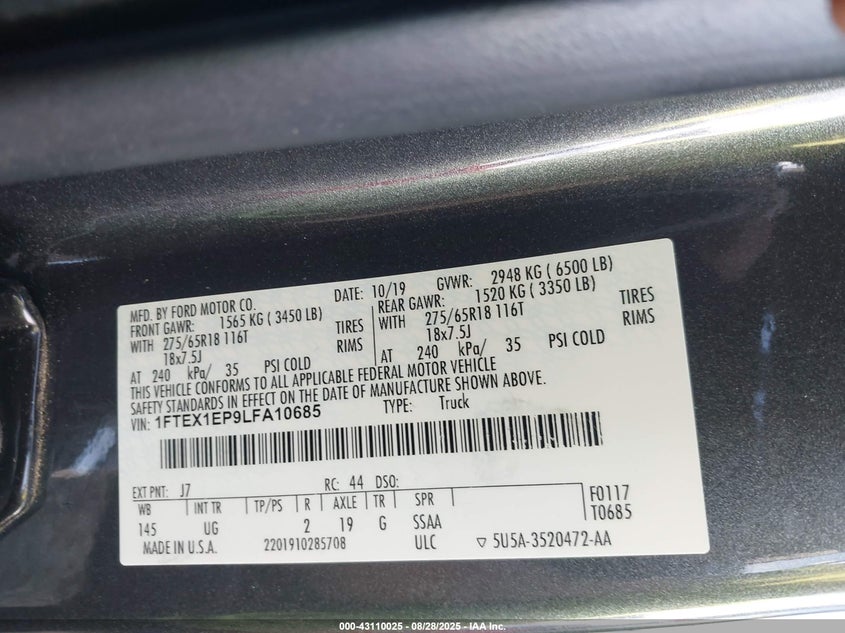 MFD. BY FORD MOTOR CO. DATE: 10/19 GVWR: 2948 KG ( 6500 LB)
FRONT GAWR: 1565 KG ( 3450 LB) REAR GAWR: 1520 KG ( 3350 LB)
WITH 275/65R18 116T TIRES WITH 275/65R18 116T TIRES
18x7.5J RIMS 18x7.5J RIMS
AT 240 kPa/ 35 PSI COLD AT 240 kPa/ 35 PSI COLD
THIS VEHICLE CONFORMS TO ALL APPLICABLE FEDERAL MOTOR VEHICLE
SAFETY STANDARDS IN EFFECT ON THE DATE OF MANUFACTURE SHOWN ABOVE.
VIN: 1FTEX1EP9LFA10685 TYPE: Truck
EXT PNT: J7 RC: 44 DSO:
WB INT TR TP/PS R AXLE TR SPR F0117
145 UG 2 19 G SSAA T0685
MADE IN U.S.A. 2201910285708 ULC ▽ 5U5A-3520472-AA
000-43110025 - 08/28/2025 - IAA Inc.